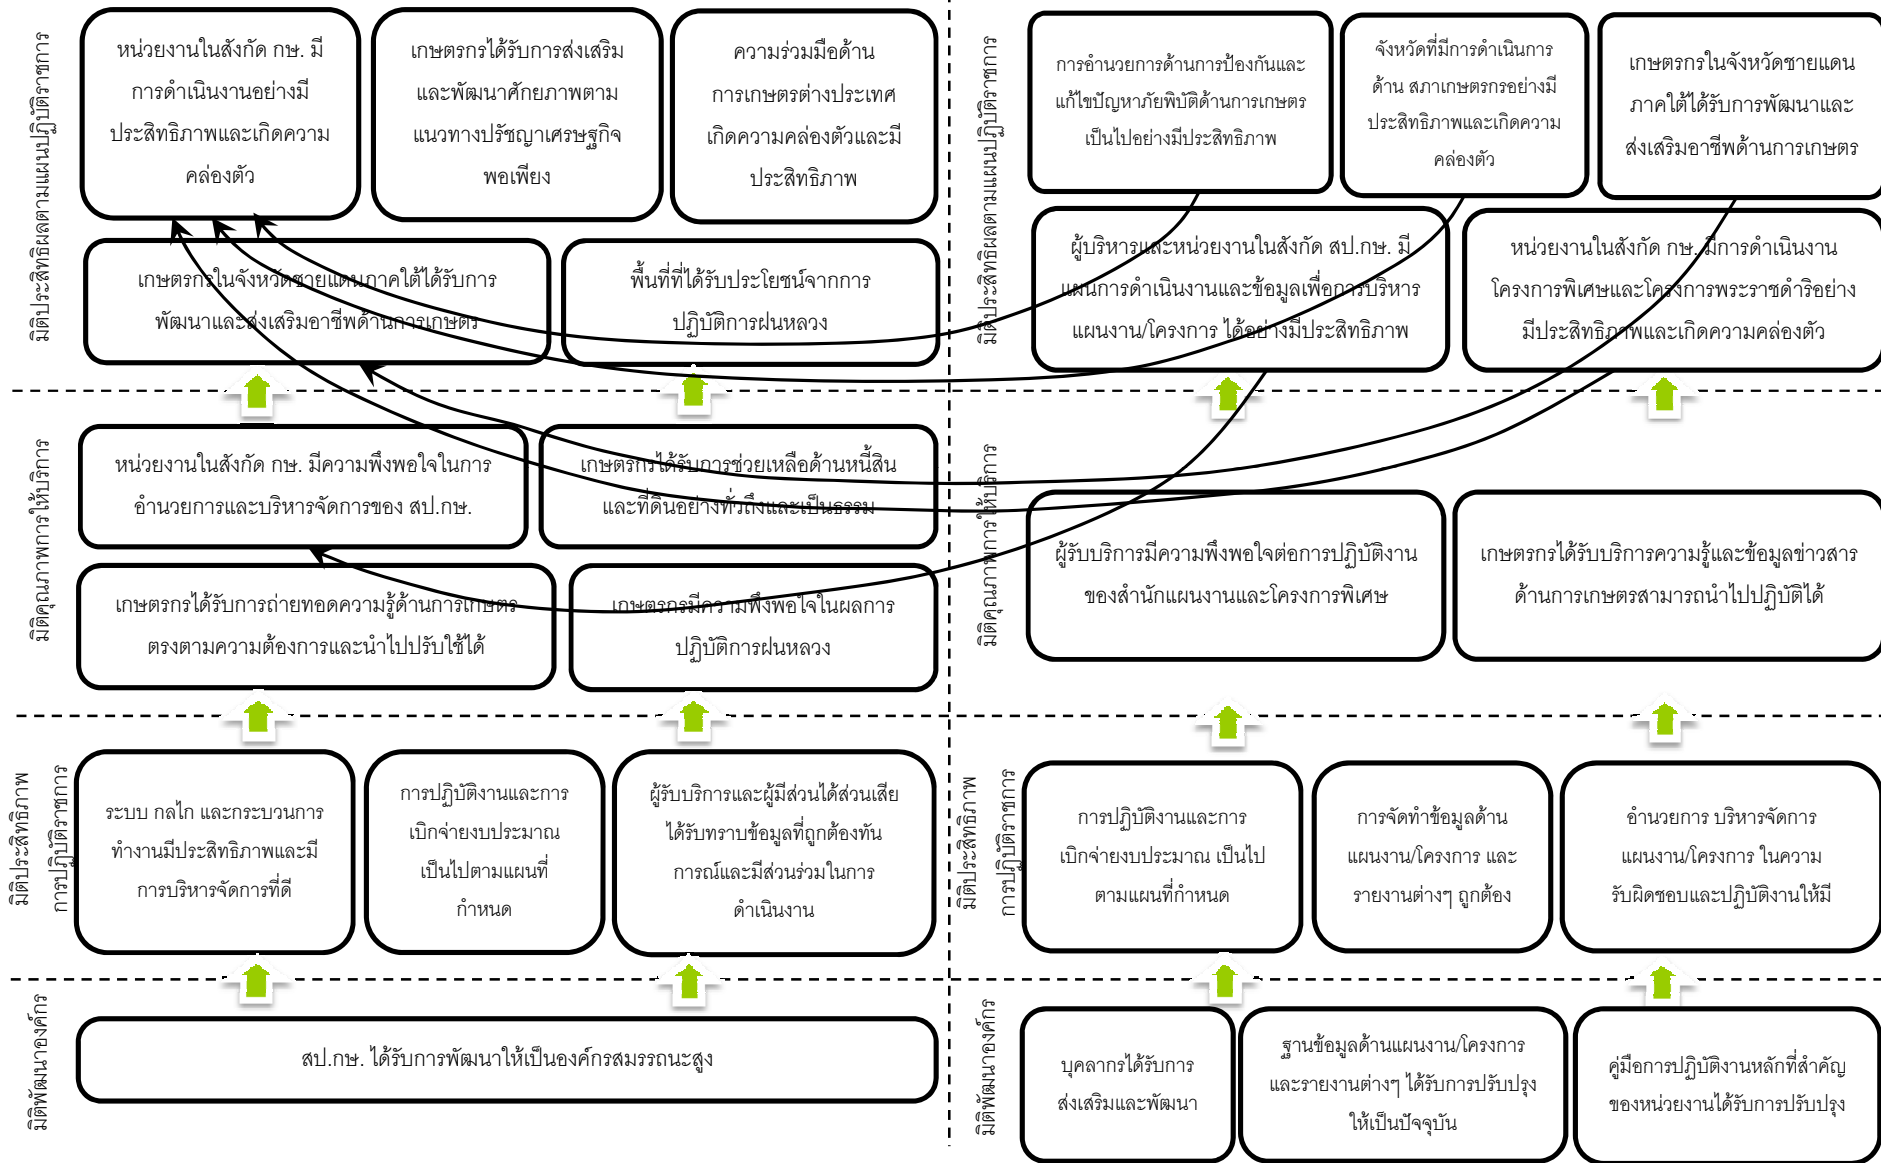 มิติประสิทธิผลตามแผนปฏิบัติราชการ
หน่วยงานในสังกัด กษ. มี
การดำเนินงานอย่างมี
ประสิทธิภาพและเกิดความ
คล่องตัว
เกษตรกรได้รับการส่งเสริม
และพัฒนาศักยภาพตาม
แนวทางปรัชญาเศรษฐกิจ
พอเพียง
ความร่วมมือด้าน
การเกษตรต่างประเทศ
เกิดความคล่องตัวและมี
ประสิทธิภาพ
เกษตรกรในจังหวัดชายแดนภาคใต้ได้รับการ
พัฒนาและส่งเสริมอาชีพด้านการเกษตร
พื้นที่ที่ได้รับประโยชน์จากการ
ปฏิบัติการฝนหลวง
มิติคุณภาพการให้บริการ
หน่วยงานในสังกัด กษ. มีความพึงพอใจในการ
อำนวยการและบริหารจัดการของ สป.กษ.
เกษตรกรได้รับการช่วยเหลือด้านหนี้สิน
และที่ดินอย่างทั่วถึงและเป็นธรรม
เกษตรกรได้รับการถ่ายทอดความรู้ด้านการเกษตร
ตรงตามความต้องการและนำไปปรับใช้ได้
เกษตรกรมีความพึงพอใจในผลการ
ปฏิบัติการฝนหลวง
มิติประสิทธิภาพ
การปฏิบัติราชการ
ระบบ กลไก และกระบวนการ
ทำงานมีประสิทธิภาพและมี
การบริหารจัดการที่ดี
การปฏิบัติงานและการ
เบิกจ่ายงบประมาณ
เป็นไปตามแผนที่
กำหนด
ผู้รับบริการและผู้มีส่วนได้ส่วนเสีย
ได้รับทราบข้อมูลที่ถูกต้องทัน
การณ์และมีส่วนร่วมในการ
ดำเนินงาน
มิติพัฒนาองค์กร
สป.กษ. ได้รับการพัฒนาให้เป็นองค์กรสมรรถนะสูง
มิติประสิทธิผลตามแผนปฏิบัติราชการ
การอำนวยการด้านการป้องกันและ
แก้ไขปัญหาภัยพิบัติด้านการเกษตร
เป็นไปอย่างมีประสิทธิภาพ
จังหวัดที่มีการดำเนินการ
ด้าน สภาเกษตรกรอย่างมี
ประสิทธิภาพและเกิดความ
คล่องตัว
เกษตรกรในจังหวัดชายแดน
ภาคใต้ได้รับการพัฒนาและ
ส่งเสริมอาชีพด้านการเกษตร
ผู้บริหารและหน่วยงานในสังกัด สป.กษ. มี
แผนการดำเนินงานและข้อมูลเพื่อการบริหาร
แผนงาน/โครงการ ได้อย่างมีประสิทธิภาพ
หน่วยงานในสังกัด กษ. มีการดำเนินงาน
โครงการพิเศษและโครงการพระราชดำริอย่าง
มีประสิทธิภาพและเกิดความคล่องตัว
มิติคุณภาพการให้บริการ
ผู้รับบริการมีความพึงพอใจต่อการปฏิบัติงาน
ของสำนักแผนงานและโครงการพิเศษ
เกษตรกรได้รับบริการความรู้และข้อมูลข่าวสาร
ด้านการเกษตรสามารถนำไปปฏิบัติได้
มิติประสิทธิภาพ
การปฏิบัติราชการ
การปฏิบัติงานและการ
เบิกจ่ายงบประมาณ เป็นไป
ตามแผนที่กำหนด
การจัดทำข้อมูลด้าน
แผนงาน/โครงการ และ
รายงานต่างๆ ถูกต้อง
อำนวยการ บริหารจัดการ
แผนงาน/โครงการ ในความ
รับผิดชอบและปฏิบัติงานให้มี
มิติพัฒนาองค์กร
บุคลากรได้รับการ
ส่งเสริมและพัฒนา
ฐานข้อมูลด้านแผนงาน/โครงการ
และรายงานต่างๆ ได้รับการปรับปรุง
ให้เป็นปัจจุบัน
คู่มือการปฏิบัติงานหลักที่สำคัญ
ของหน่วยงานได้รับการปรับปรุง